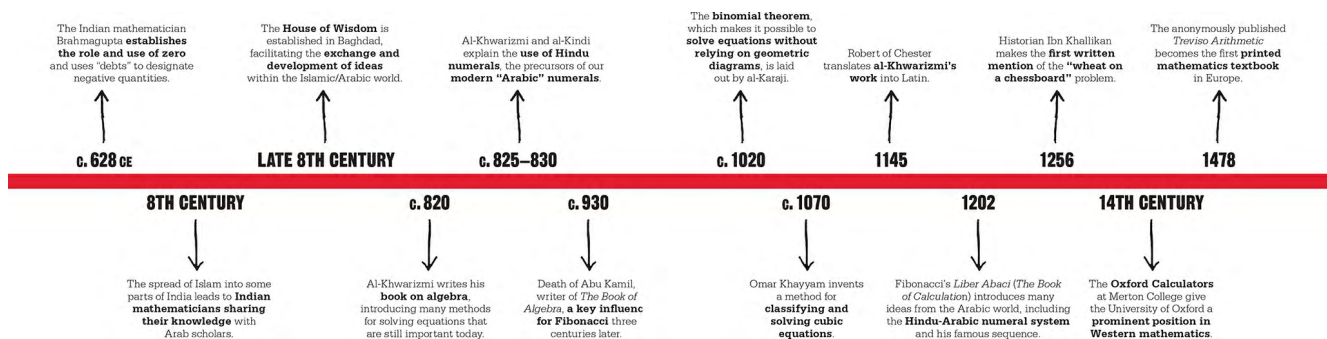 The Indian mathematician
Brahmagupta establishes
the role and use of zero
and uses “debts” to designate
negative quantities.
The House of Wisdom is
established in Baghdad,
facilitating the exchange and
development of ideas
within the Islamic/Arabic world.
Al-Khwarizmi and al-Kindi
explain the use of Hindu
numerals, the precursors of our
modern “Arabic” numerals.
The binomial theorem,
which makes it possible to
solve equations without
relying on geometric
diagrams, is laid
out by al-Karaji.
Robert of Chester
translates al-Khwarizmi's
work into Latin.
Historian Ibn Khallikan
makes the first written
mention of the “wheat on
a chessboard” problem.
The anonymously published
Treviso Arithmetic
becomes the first printed
mathematics textbook
in Europe.
c. 628 CE
LATE 8TH CENTURY
c. 825–830
c. 1020
1145
1256
1478
8TH CENTURY
c. 820
c. 930
c. 1070
1202
14TH CENTURY
The spread of Islam into some
parts of India leads to Indian
mathematicians sharing
their knowledge with
Arab scholars.
Al-Khwarizmi writes his
book on algebra,
introducing many methods
for solving equations that
are still important today.
Death of Abu Kamil,
writer of The Book of
Algebra, a key influenc
for Fibonacci three
centuries later.
Omar Khayyam invents
a method for
classifying and
solving cubic
equations.
Fibonacci's Liber Abaci (The Book
of Calculation) introduces many
ideas from the Arabic world, including
the Hindu-Arabic numeral system
and his famous sequence.
The Oxford Calculators
at Merton College give
the University of Oxford a
prominent position in
Western mathematics.